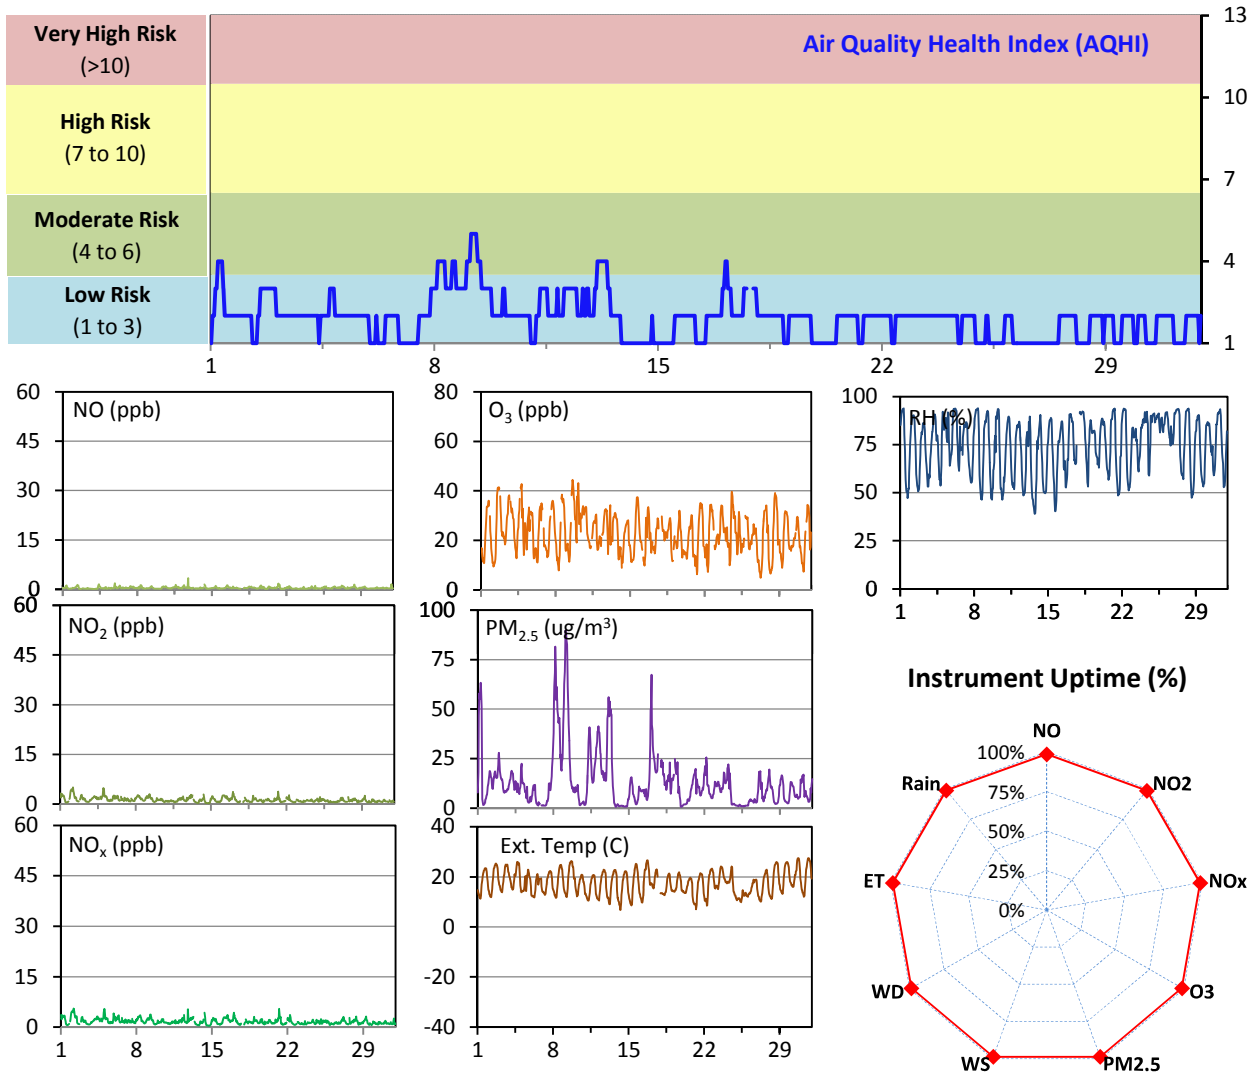 Very High Risk
(>10)
High Risk
(7 to 10)
Moderate Risk
(4 to 6)
Low Risk
(1 to 3)
Air Quality Health Index (AQHI)
13
10
7
4
1
1 8 15 22 29
NO (ppb)
60
45
30
15
0
O3 (ppb)
80
60
40
20
0
RH (%)
100
75
50
25
0
1 8 15 22 29
NO2 (ppb)
60
45
30
15
0
PM2.5 (ug/m³)
100
75
50
25
0
NOx (ppb)
60
45
30
15
0
1 8 15 22 29
Ext. Temp (C)
40
20
0
-20
-40
1 8 15 22 29
Instrument Uptime (%)
NO
NO2
NOx
O3
PM2.5
WS
WD
ET
Rain
100%
75%
50%
25%
0%